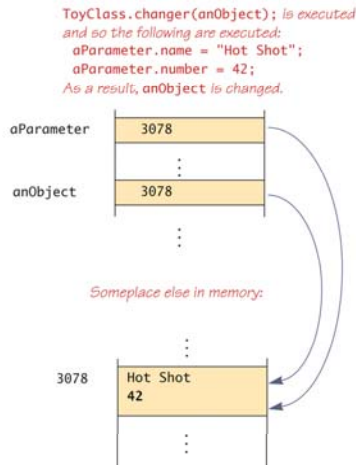 ToyClass.changer(anObject); is executed
and so the following are executed:
aParameter.name = "Hot Shot";
aParameter.number = 42;
As a result, anObject is changed.
aParameter 3078
anObject 3078
Someplace else in memory:
3078 Hot Shot
42